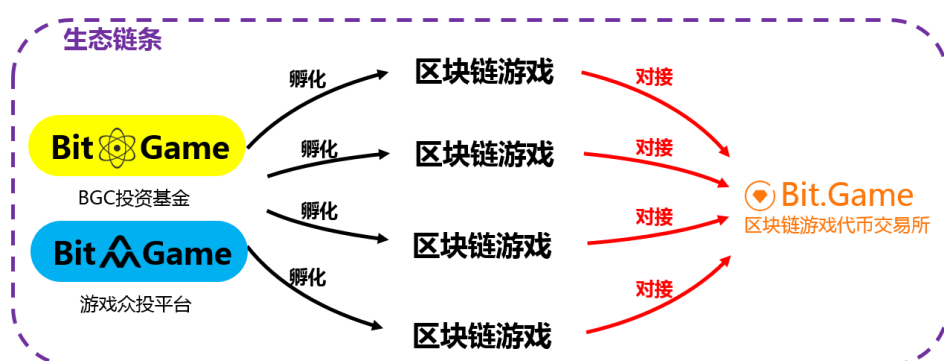 生态链条
孵化
区块链游戏
对接
Bit Game
BGC投资基金
孵化
区块链游戏
对接
Bit.Game
区块链游戏代币交易所
孵化
区块链游戏
对接
Bit Game
游戏众投平台
孵化
区块链游戏
对接